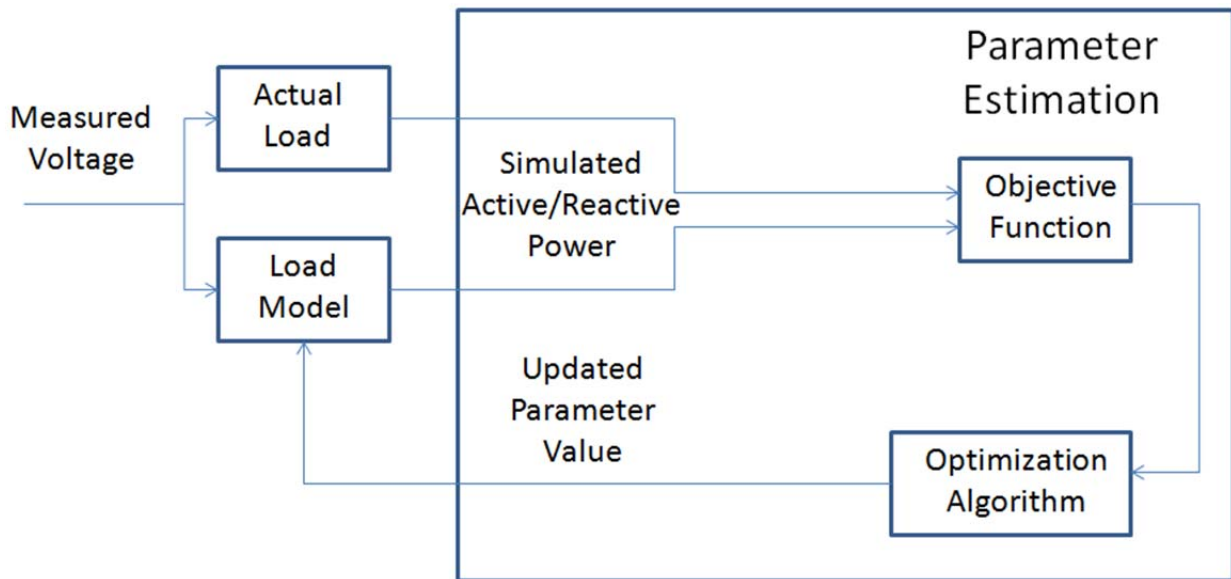 Parameter
Estimation
Measured
Voltage
Actual
Load
Simulated
Active/Reactive
Power
Objective
Function
Load
Model
Updated
Parameter
Value
Optimization
Algorithm